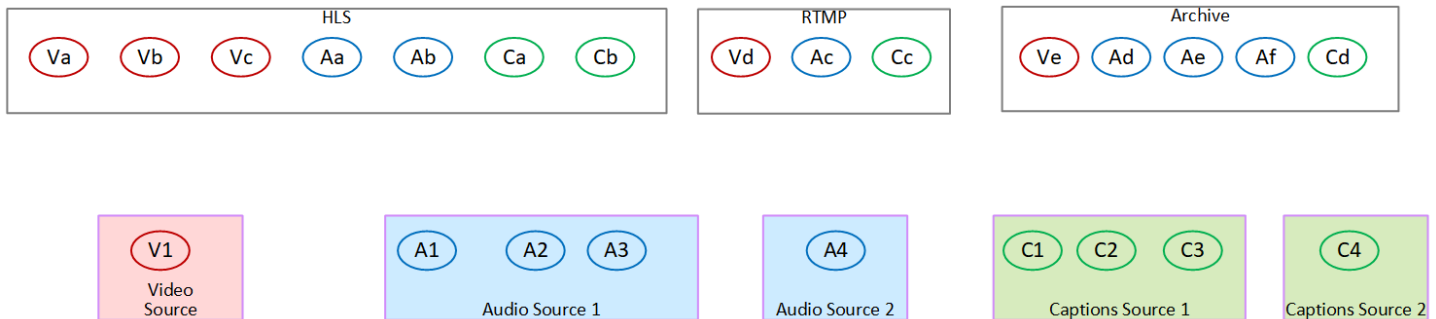 HLS
Va Vb Vc Aa Ab Ca Cb
RTMP
Vd Ac Cc
Archive
Ve Ad Ae Af Cd
V1
Video
Source
A1 A2 A3
Audio Source 1
A4
Audio Source 2
C1 C2 C3
Captions Source 1
C4
Captions Source 2